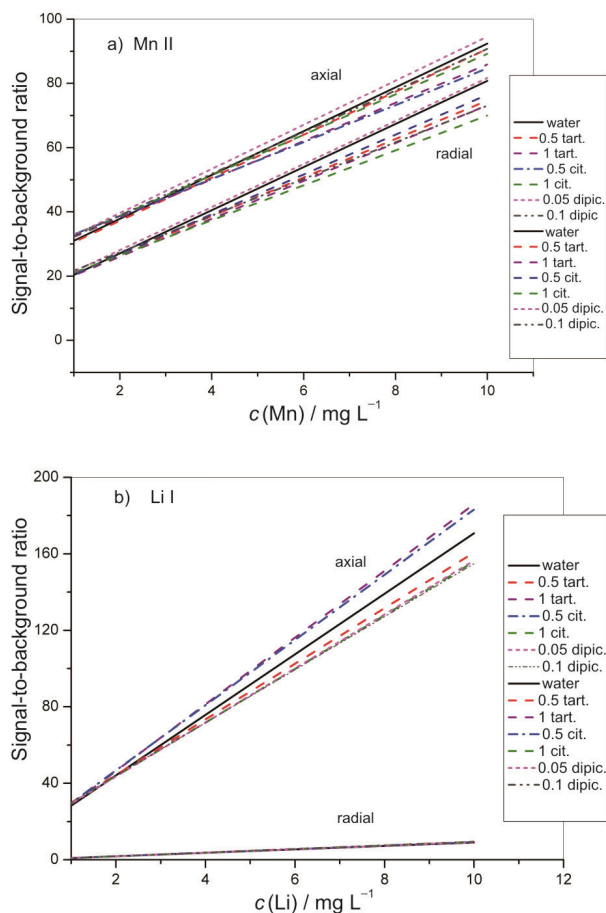 a) Mn II
100
80
60
40
20
0
Signal-to-background ratio
axial
radial
2
4
6
8
10
c (Mn) / mg L⁻¹
water
0.5 tart.
1 tart.
0.5 cit.
1 cit.
0.05 dipic.
0.1 dipic
water
0.5 tart.
1 tart.
0.5 cit.
1 cit.
0.05 dipic.
0.1 dipic.
b) Li I
200
160
120
80
40
0
Signal-to-background ratio
axial
radial
2
4
6
8
10
12
c (Li) / mg L⁻¹
water
0.5 tart.
1 tart.
0.5 cit.
1 cit.
0.05 dipic.
0.1 dipic.
water
0.5 tart.
1 tart.
0.5 cit.
1 cit.
0.05 dipic.
0.1 dipic.